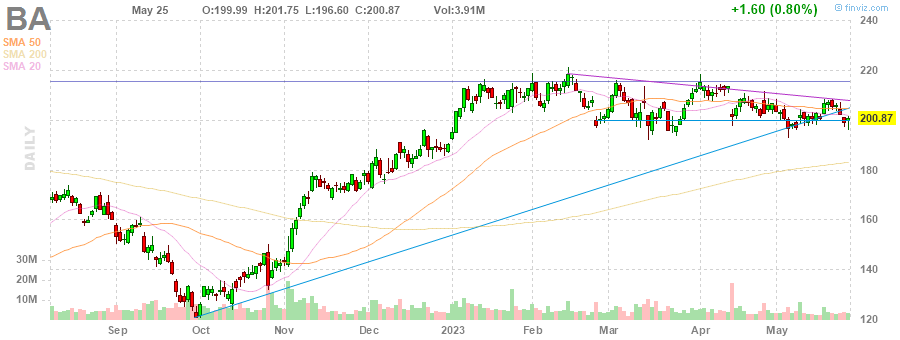 BA May 25 O:199.99 H:201.75 L:196.60 C:200.87 Vol:3.91M +1.60 (0.80%) finviz.com
SMA 50
SMA 200
SMA 20
DAILY
240
220
200.87
180
160
140
120
30M
20M
10M
Sep Oct Nov Dec 2023 Feb Mar Apr May